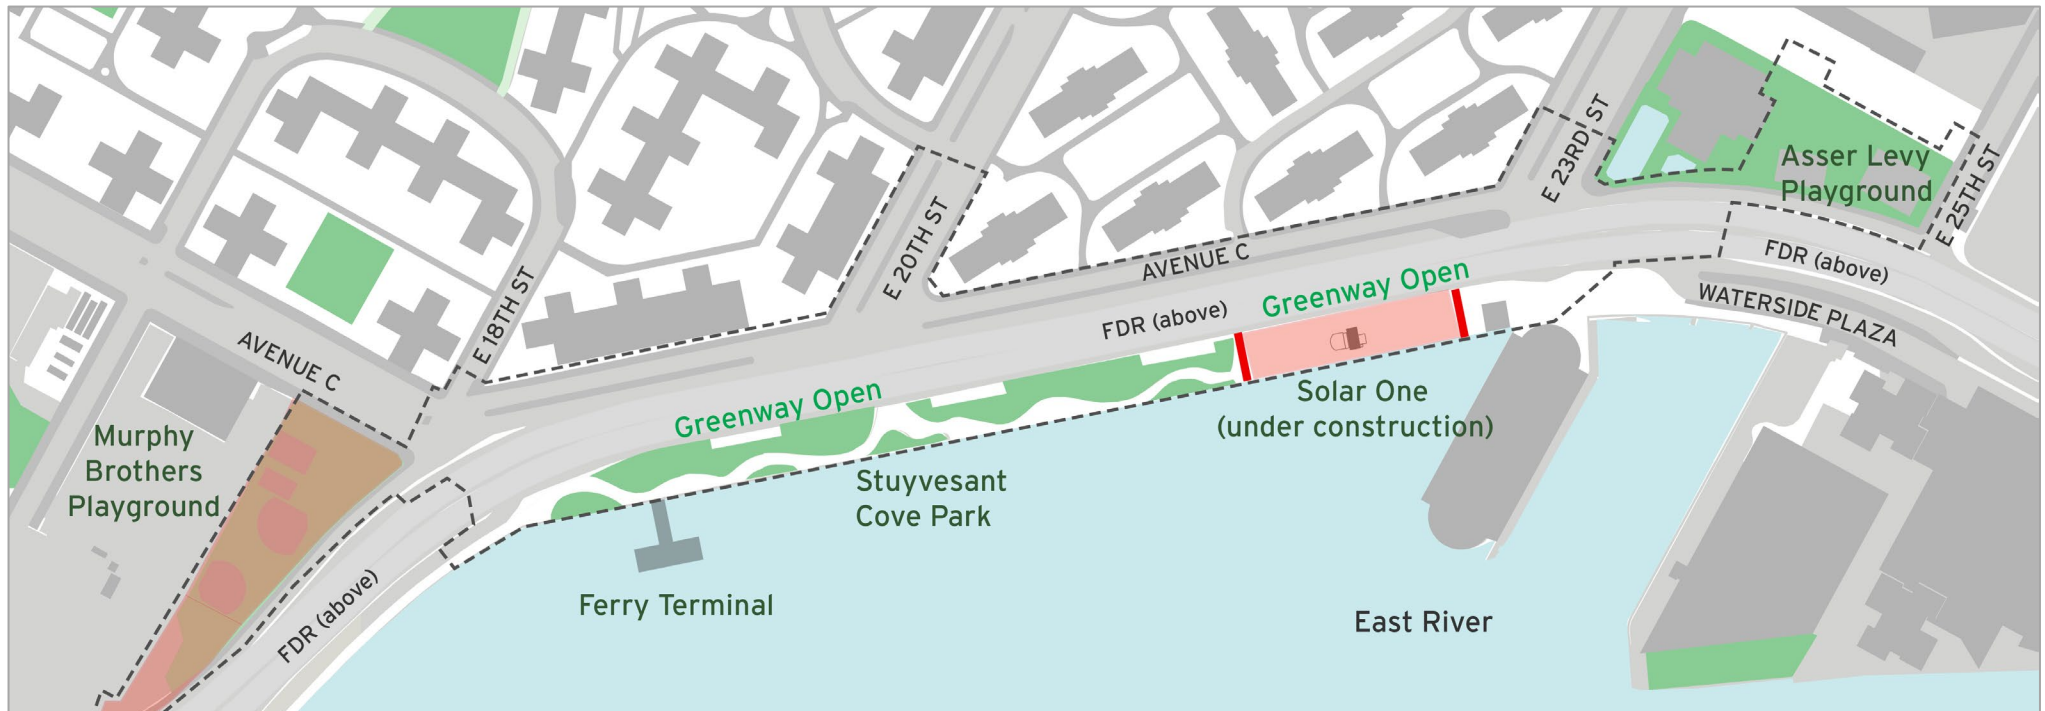 E 23RD ST
Asser Levy
Playground
E 25TH ST
E 20TH ST
AVENUE C
FDR (above)
Greenway Open
E 18TH ST
FDR (above)
WATERSIDE PLAZA
AVENUE C
Greenway Open
Solar One
(under construction)
Murphy
Brothers
Playground
Stuyvesant
Cove Park
FDR (above)
Ferry Terminal
East River